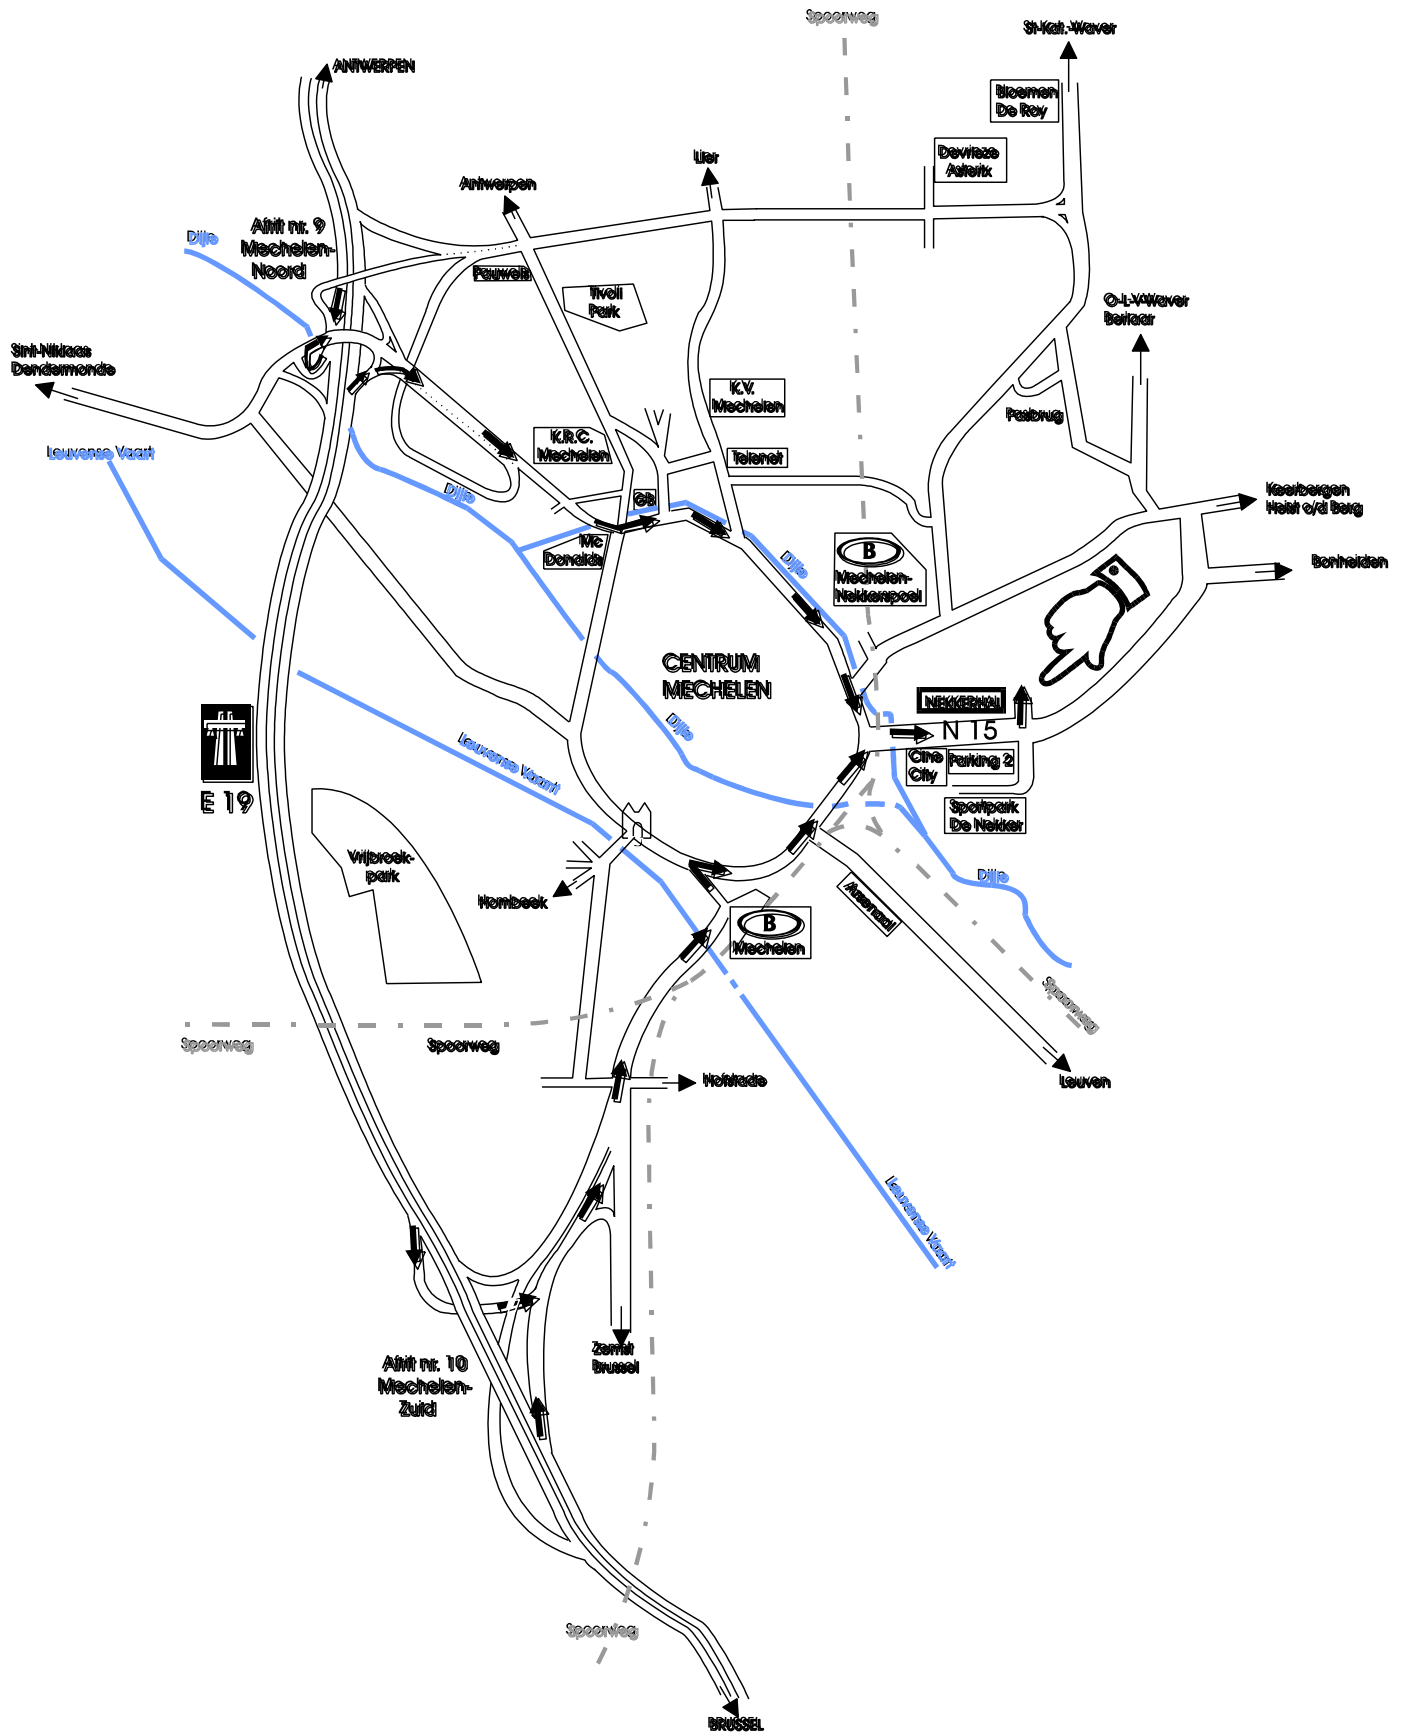 Spoorweg
St-Kat.-Waver
ANTWERPEN
Bloemen
De Roy
Devrieze
Asterix
Lier
Antwerpen
Afrit nr. 9
Mechelen-
Noord
Dijle
Pauwels
Tivoli
Park
O-L-V-Waver
Berlaar
Sint-Niklaas
Dendermonde
K.V.
Mechelen
Pasbrug
K.R.C.
Mechelen
Telenet
Leuvense Vaart
Dijle
GB
Keerbergen
Heist o/d Berg
Mc
Donalds
Dijle
B
Mechelen-
Nekkerspoel
Bonheiden
CENTRUM
MECHELEN
NEKKERHAL
N 15
Dijle
Leuvense Vaart
Cine
City
Parking 2
E 19
Sportpark
De Nekker
Vrijbroek-
park
Dijle
Hombeek
Arsenaal
B
Mechelen
Spoorweg
Spoorweg
Spoorweg
Hofstade
Leuven
Leuvense Vaart
Zemst
Brussel
Afrit nr. 10
Mechelen-
Zuid
Spoorweg
BRUSSEL